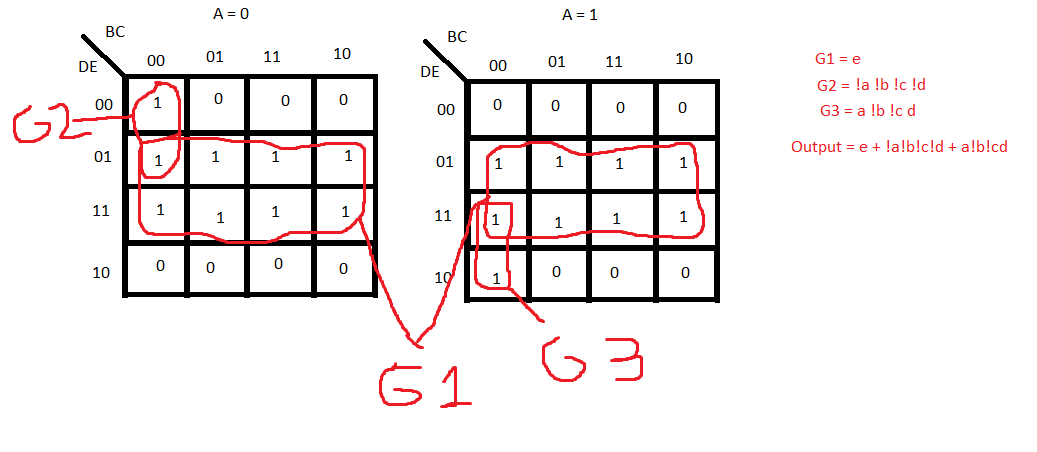 A = 0
A = 1
BC
DE
00 01 11 10
00 1 0 0 0
01 1 1 1 1
11 1 1 1 1
10 0 0 0 0
BC
DE
00 01 11 10
00 0 0 0 0
01 1 1 1 1
11 1 1 1 1
10 1 0 0 0
G2
G1
G3
G1 = e
G2 = !a !b !c !d
G3 = a !b !c d
Output = e + !a!b!c!d + a!b!cd